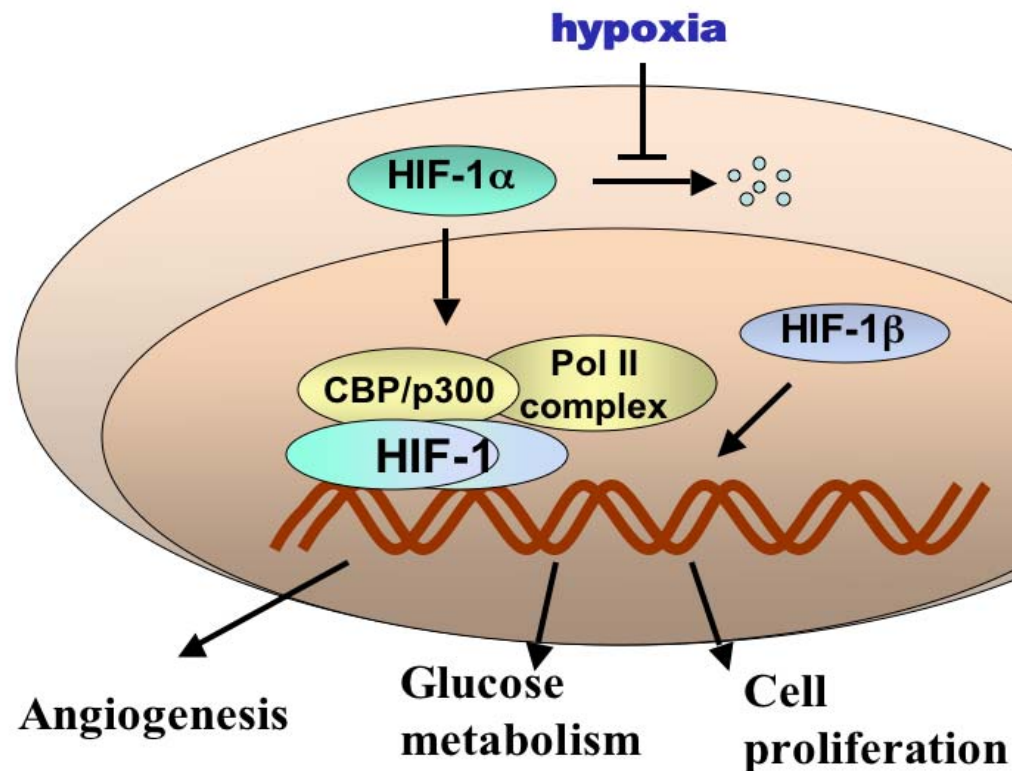 hypoxia
HIF-1α
HIF-1β
Pol II
complex
CBP/p300
HIF-1
Angiogenesis
Glucose
metabolism
Cell
proliferation